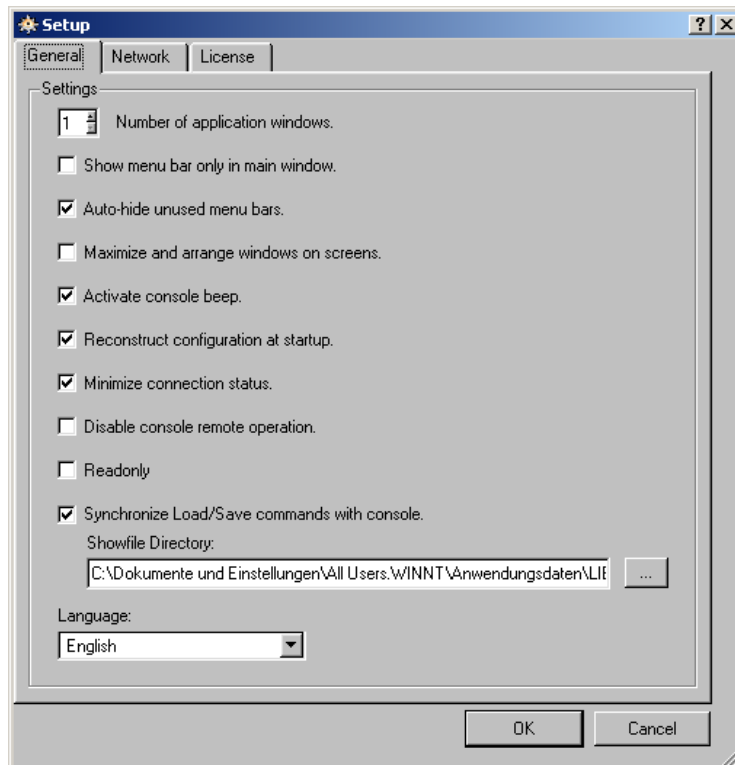 Setup
General Network License
Settings
1 Number of application windows.
Show menu bar only in main window.
Auto-hide unused menu bars.
Maximize and arrange windows on screens.
Activate console beep.
Reconstruct configuration at startup.
Minimize connection status.
Disable console remote operation.
Readonly
Synchronize Load/Save commands with console.
Showfile Directory:
C:\Dokumente und Einstellungen\All Users.WINNT\Anwendungsdaten\ ...
Language:
English
OK Cancel